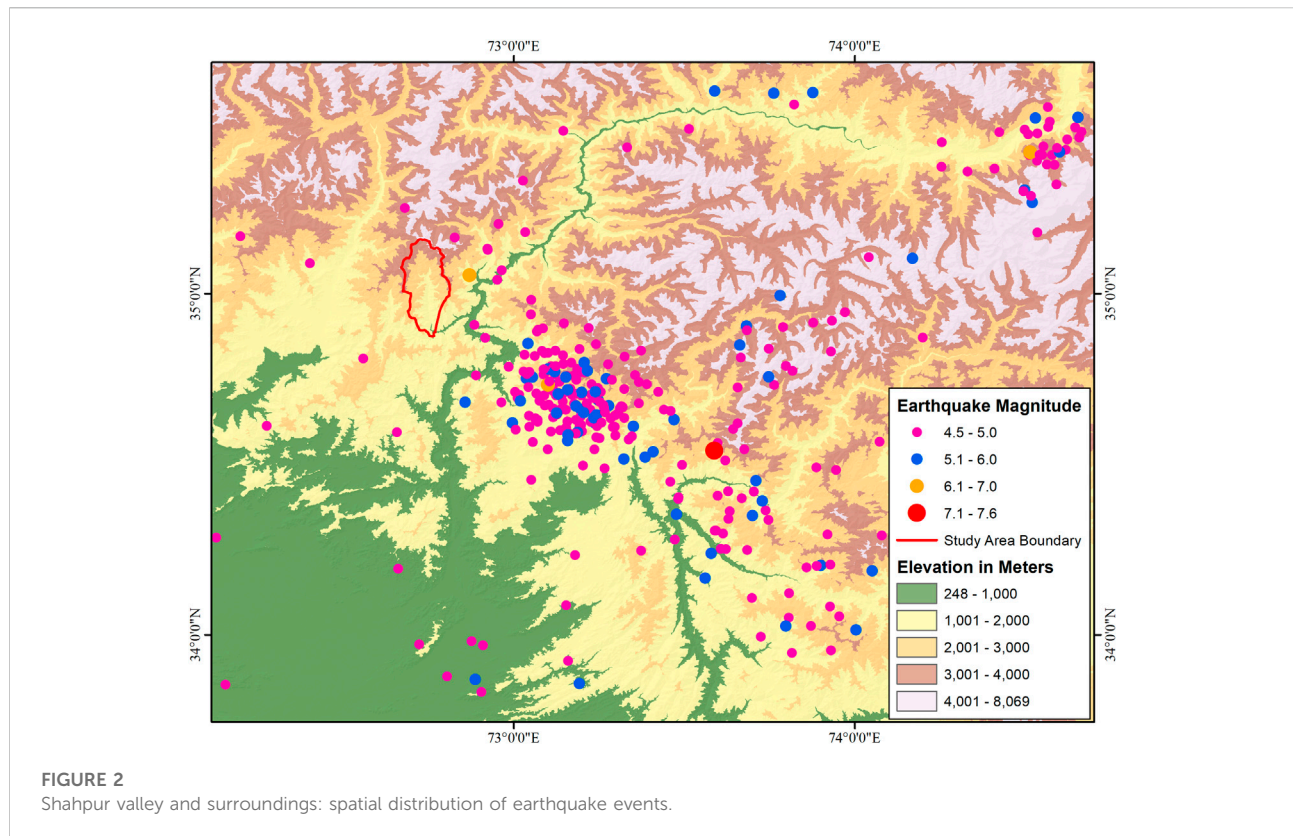 73°0'0"E
74°0'0"E
35°0'0"N
35°0'0"N
34°0'0"N
34°0'0"N
Earthquake Magnitude
4.5 - 5.0
5.1 - 6.0
6.1 - 7.0
7.1 - 7.6
Study Area Boundary
Elevation in Meters
248 - 1,000
1,001 - 2,000
2,001 - 3,000
3,001 - 4,000
4,001 - 8,069
73°0'0"E
74°0'0"E
FIGURE 2
Shahpur valley and surroundings: spatial distribution of earthquake events.